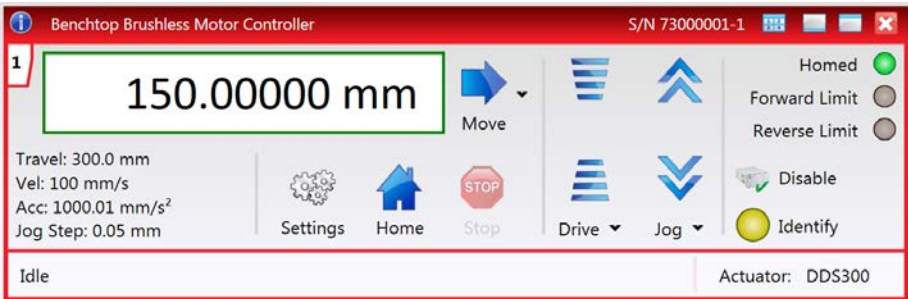 Benchtop Brushless Motor Controller
S/N 73000001-1
1
150.00000 mm
Move
Homed
Forward Limit
Reverse Limit
Travel: 300.0 mm
Vel: 100 mm/s
Acc: 1000.01 mm/s²
Jog Step: 0.05 mm
Settings
Home
STOP
Stop
Drive
Jog
Disable
Identify
Idle
Actuator: DDS300